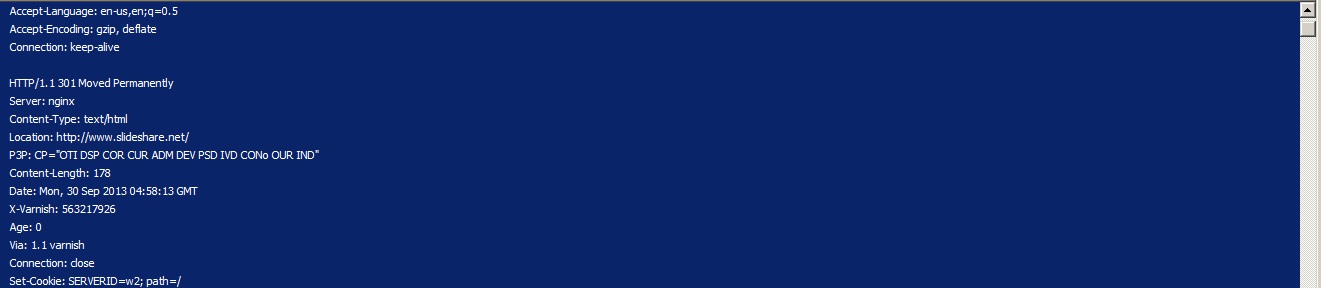 Accept-Language: en-us,en;q=0.5
Accept-Encoding: gzip, deflate
Connection: keep-alive
HTTP/1.1 301 Moved Permanently
Server: nginx
Content-Type: text/html
Location: http://www.slideshare.net/
P3P: CP="OTI DSP COR CUR ADM DEV PSD IVD CONo OUR IND"
Content-Length: 178
Date: Mon, 30 Sep 2013 04:58:13 GMT
X-Varnish: 563217926
Age: 0
Via: 1.1 varnish
Connection: close
Set-Cookie: SERVERID=w2; path=/